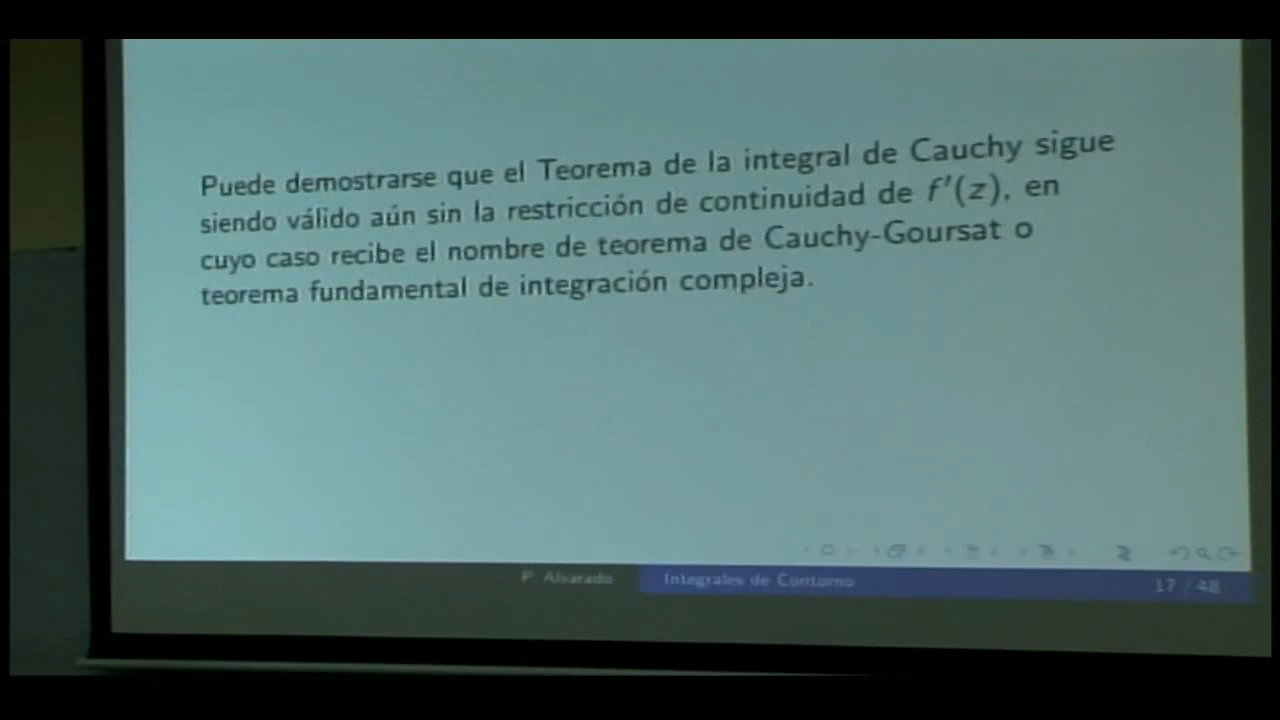 Puede demostrarse que el Teorema de la integral de Cauchy sigue
siendo válido aún sin la restricción de continuidad de f′(z), en
cuyo caso recibe el nombre de teorema de Cauchy-Goursat o
teorema fundamental de integración compleja.
P. Alvarado Integrales de Contorno 17 / 48